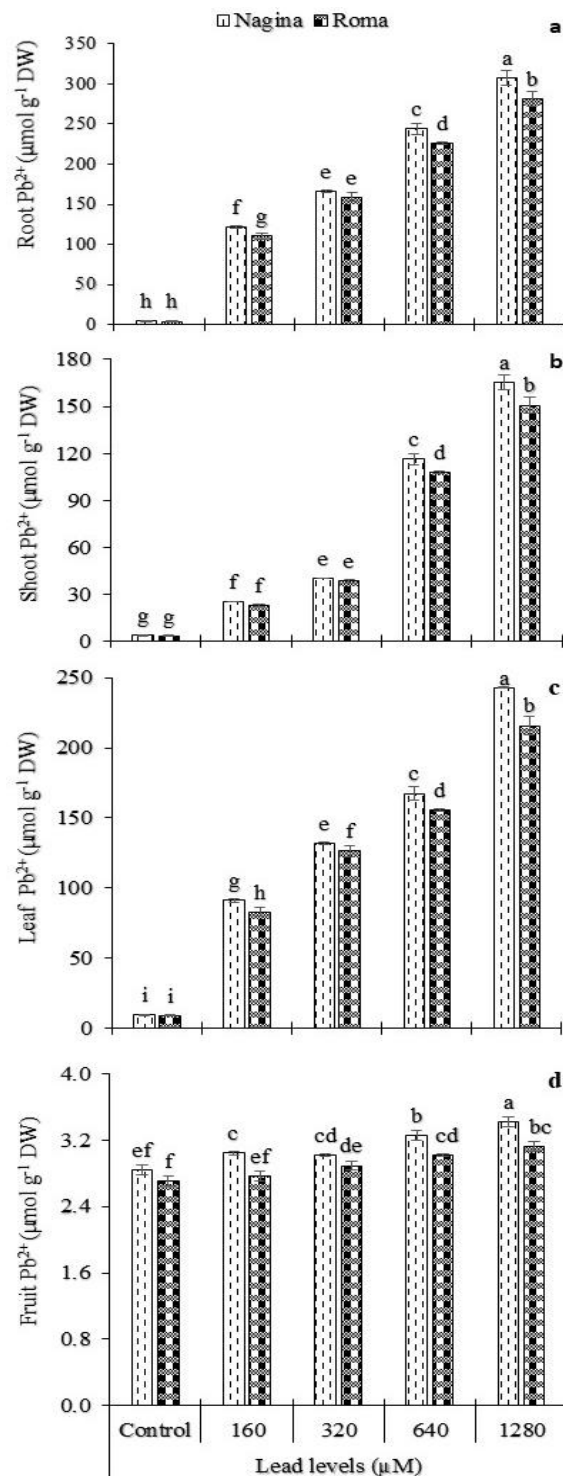 Nagina Roma
a
Root Pb²⁺ (µmol g⁻¹ DW)
350
300
250
200
150
100
50
0
h h
f g
e e
c d
a b
b
Shoot Pb²⁺ (µmol g⁻¹ DW)
180
150
120
90
60
30
0
g g
f f
e e
c d
a b
c
Leaf Pb²⁺ (µmol g⁻¹ DW)
250
200
150
100
50
0
i i
g h
e f
c d
a b
d
Fruit Pb²⁺ (µmol g⁻¹ DW)
4.0
3.2
2.4
1.6
0.8
0.0
ef f
c ef
cd de
b cd
a bc
Control 160 320 640 1280
Lead levels (µM)